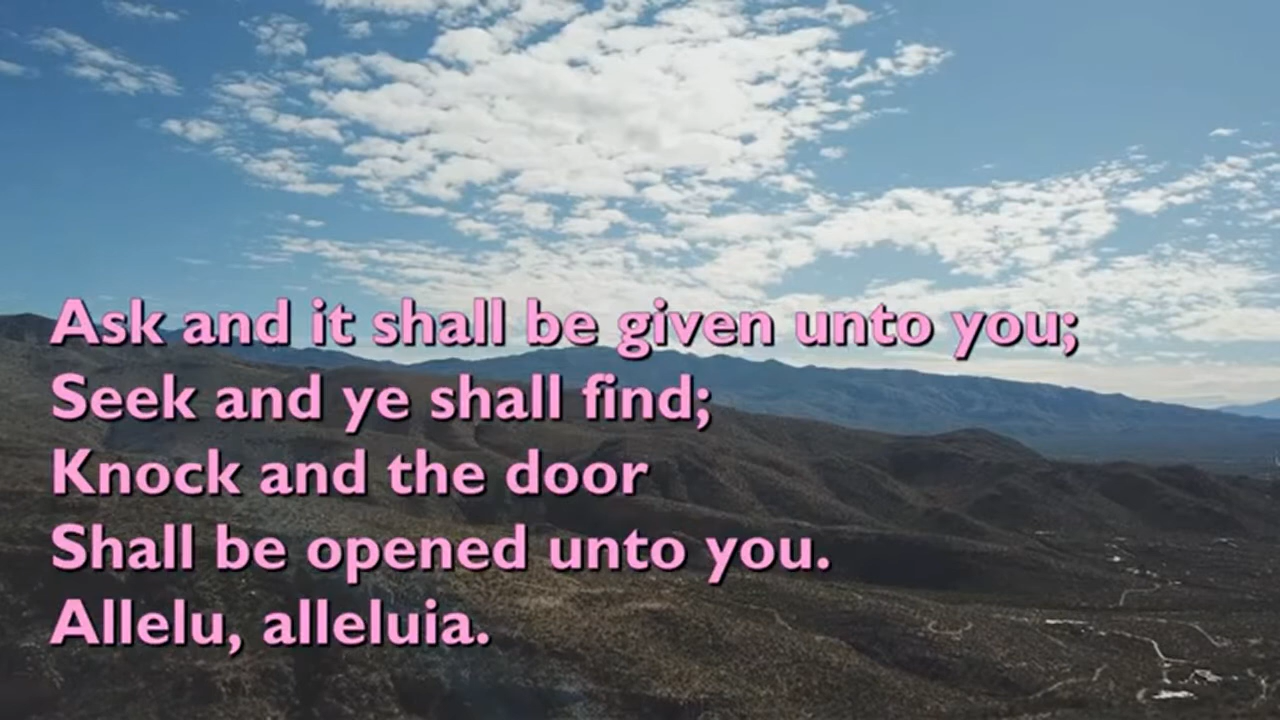 Ask and it shall be given unto you;
Seek and ye shall find;
Knock and the door
Shall be opened unto you.
Allelu, alleluia.